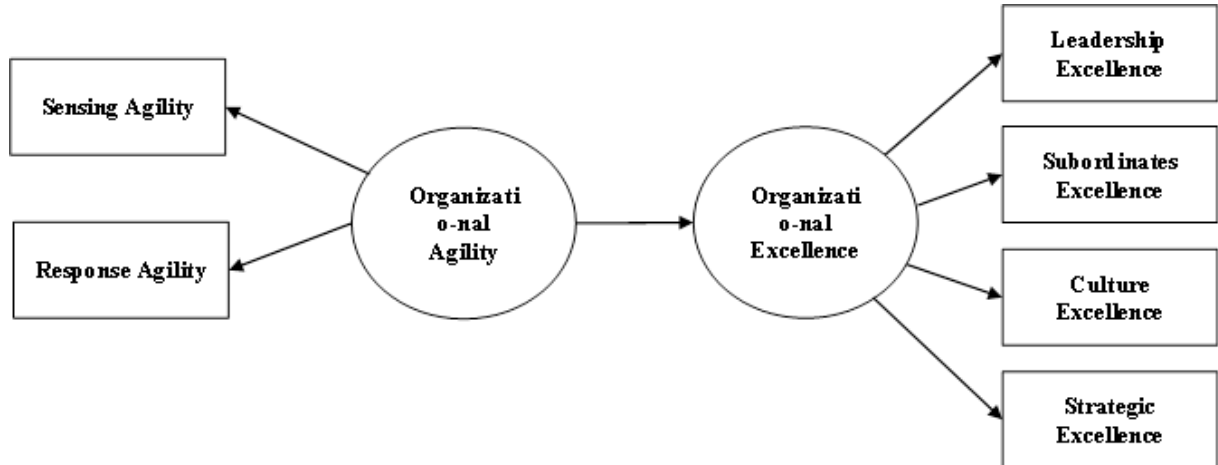 Sensing Agility
Response Agility
Organizati
o-nal
Agility
Organizati
o-nal
Excellence
Leadership
Excellence
Subordinates
Excellence
Culture
Excellence
Strategic
Excellence